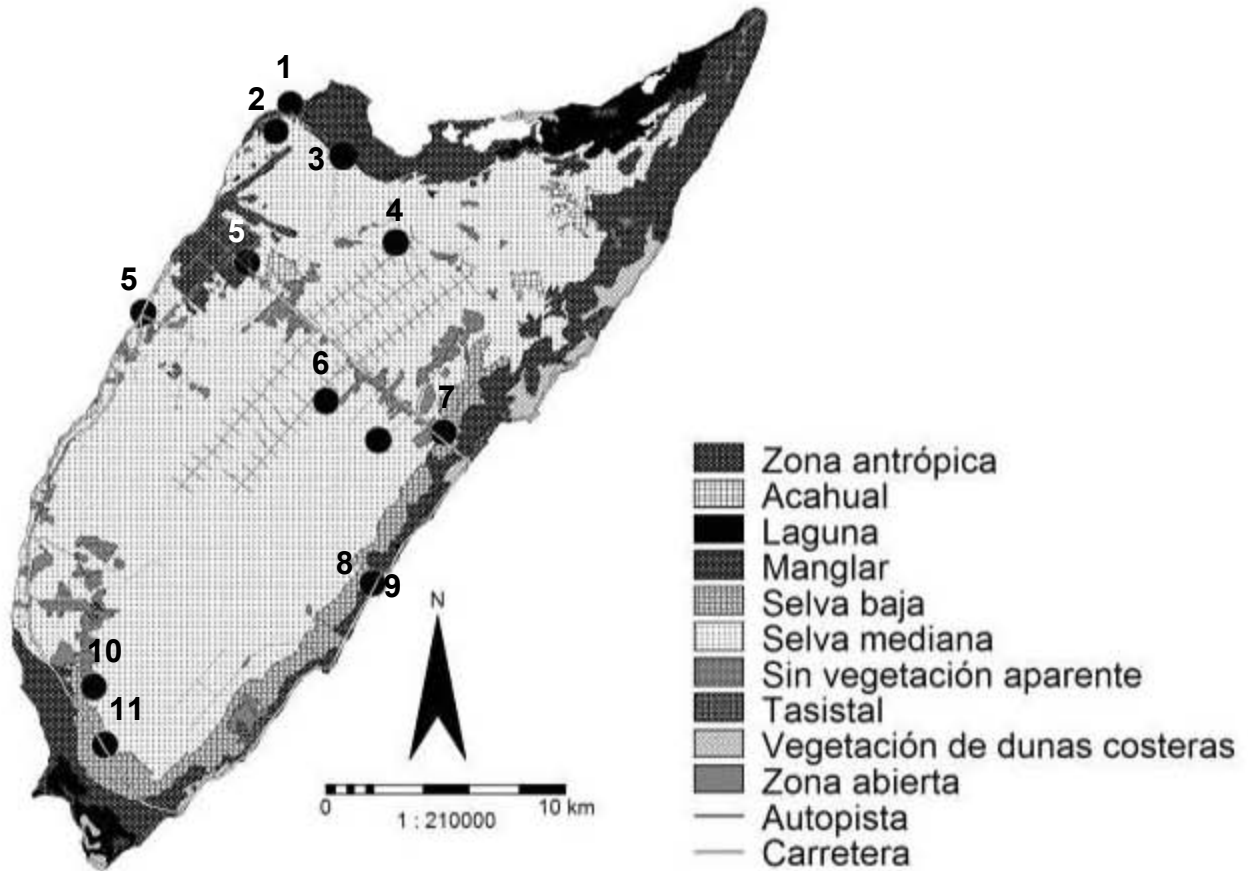 1
2
3
4
5
5
6
7
8
9
10
11
N
0 10 km
1 : 210000
Zona antrópica
Acahual
Laguna
Manglar
Selva baja
Selva mediana
Sin vegetación aparente
Tasistal
Vegetación de dunas costeras
Zona abierta
Autopista
Carretera